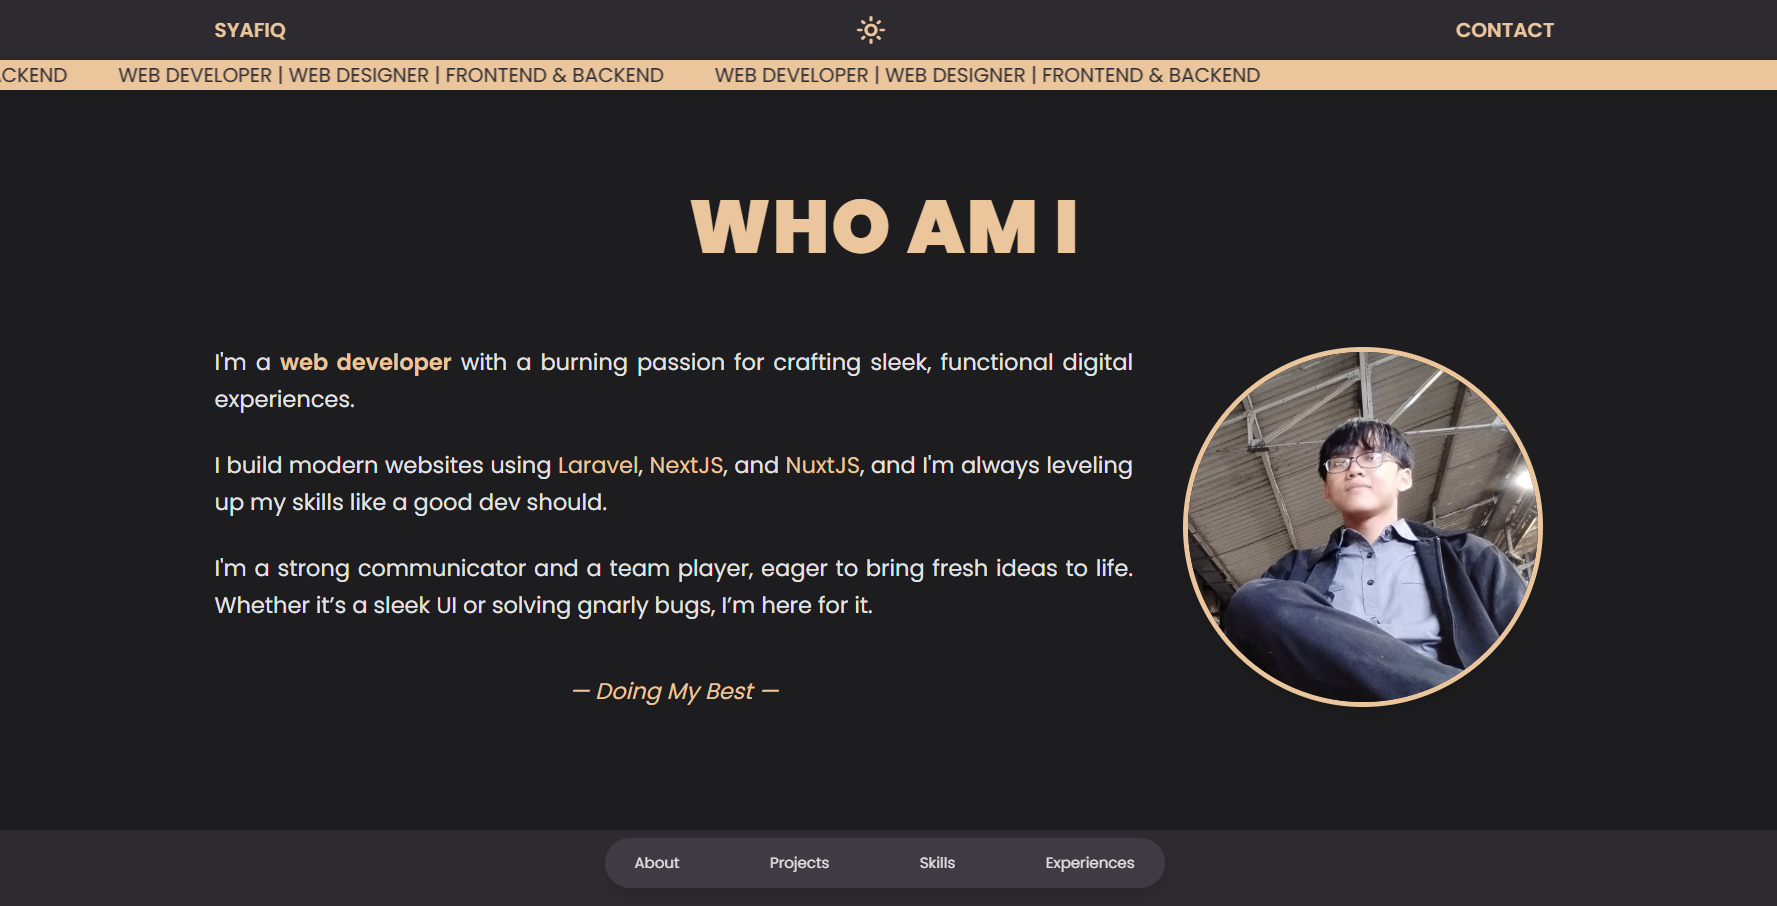 SYAFIQ
CONTACT
ACKEND WEB DEVELOPER | WEB DESIGNER | FRONTEND & BACKEND WEB DEVELOPER | WEB DESIGNER | FRONTEND & BACKEND
WHO AM I
I'm a web developer with a burning passion for crafting sleek, functional digital
experiences.
I build modern websites using Laravel, NextJS, and NuxtJS, and I'm always leveling
up my skills like a good dev should.
I'm a strong communicator and a team player, eager to bring fresh ideas to life.
Whether it’s a sleek UI or solving gnarly bugs, I’m here for it.
— Doing My Best —
About
Projects
Skills
Experiences